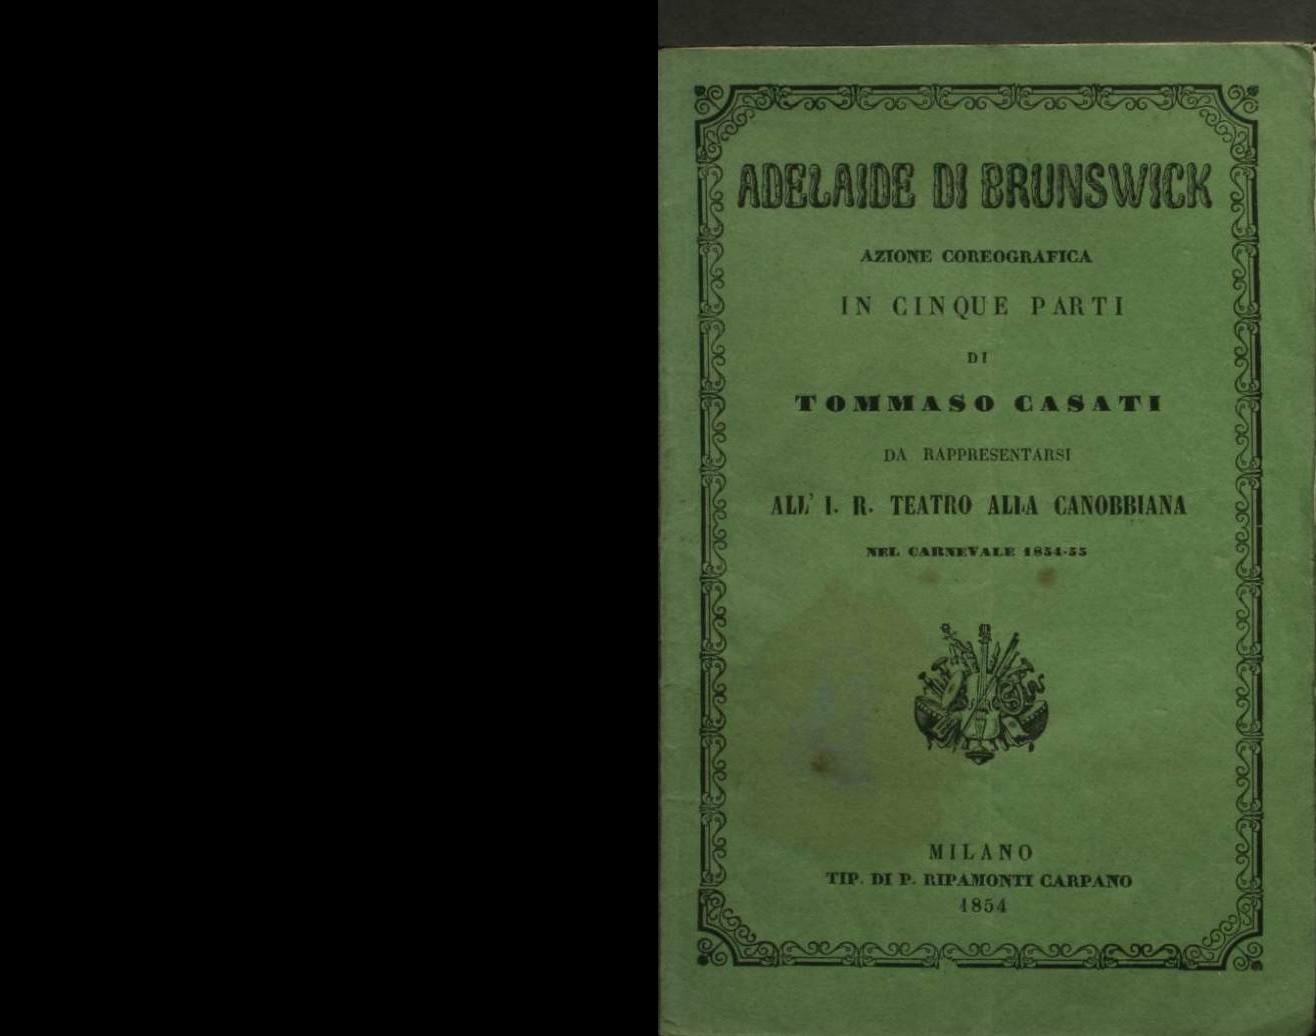 ADELAIDE DI BRUNSWICK
AZIONE COREOGRAFICA
IN CINQUE PARTI
DI
TOMMASO CASATI
DA RAPPRESENTARSI
ALL' I. R. TEATRO ALLA CANOBBIANA
NEL CARNEVALE 1854-55
MILANO
TIP. DI P. RIPAMONTI CARPANO
1854